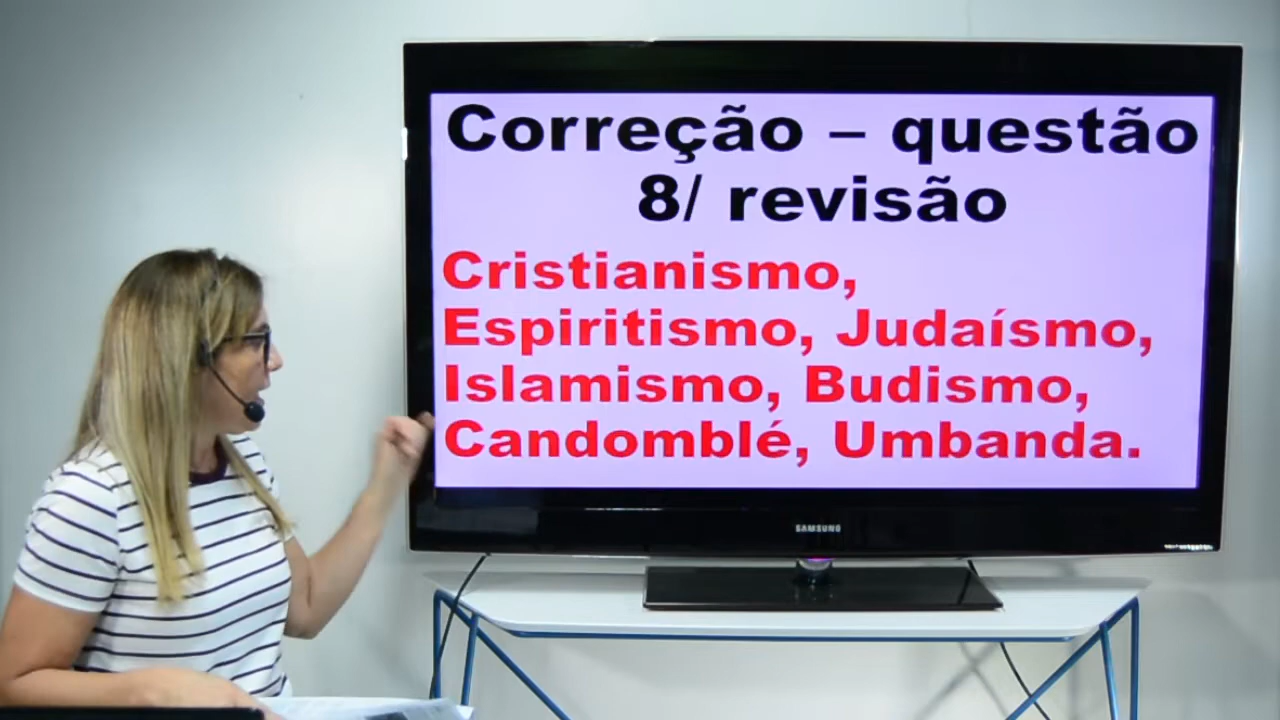 Correção – questão
8/ revisão
Cristianismo,
Espiritismo, Judaísmo,
Islamismo, Budismo,
Candomblé, Umbanda.
SAMSUNG